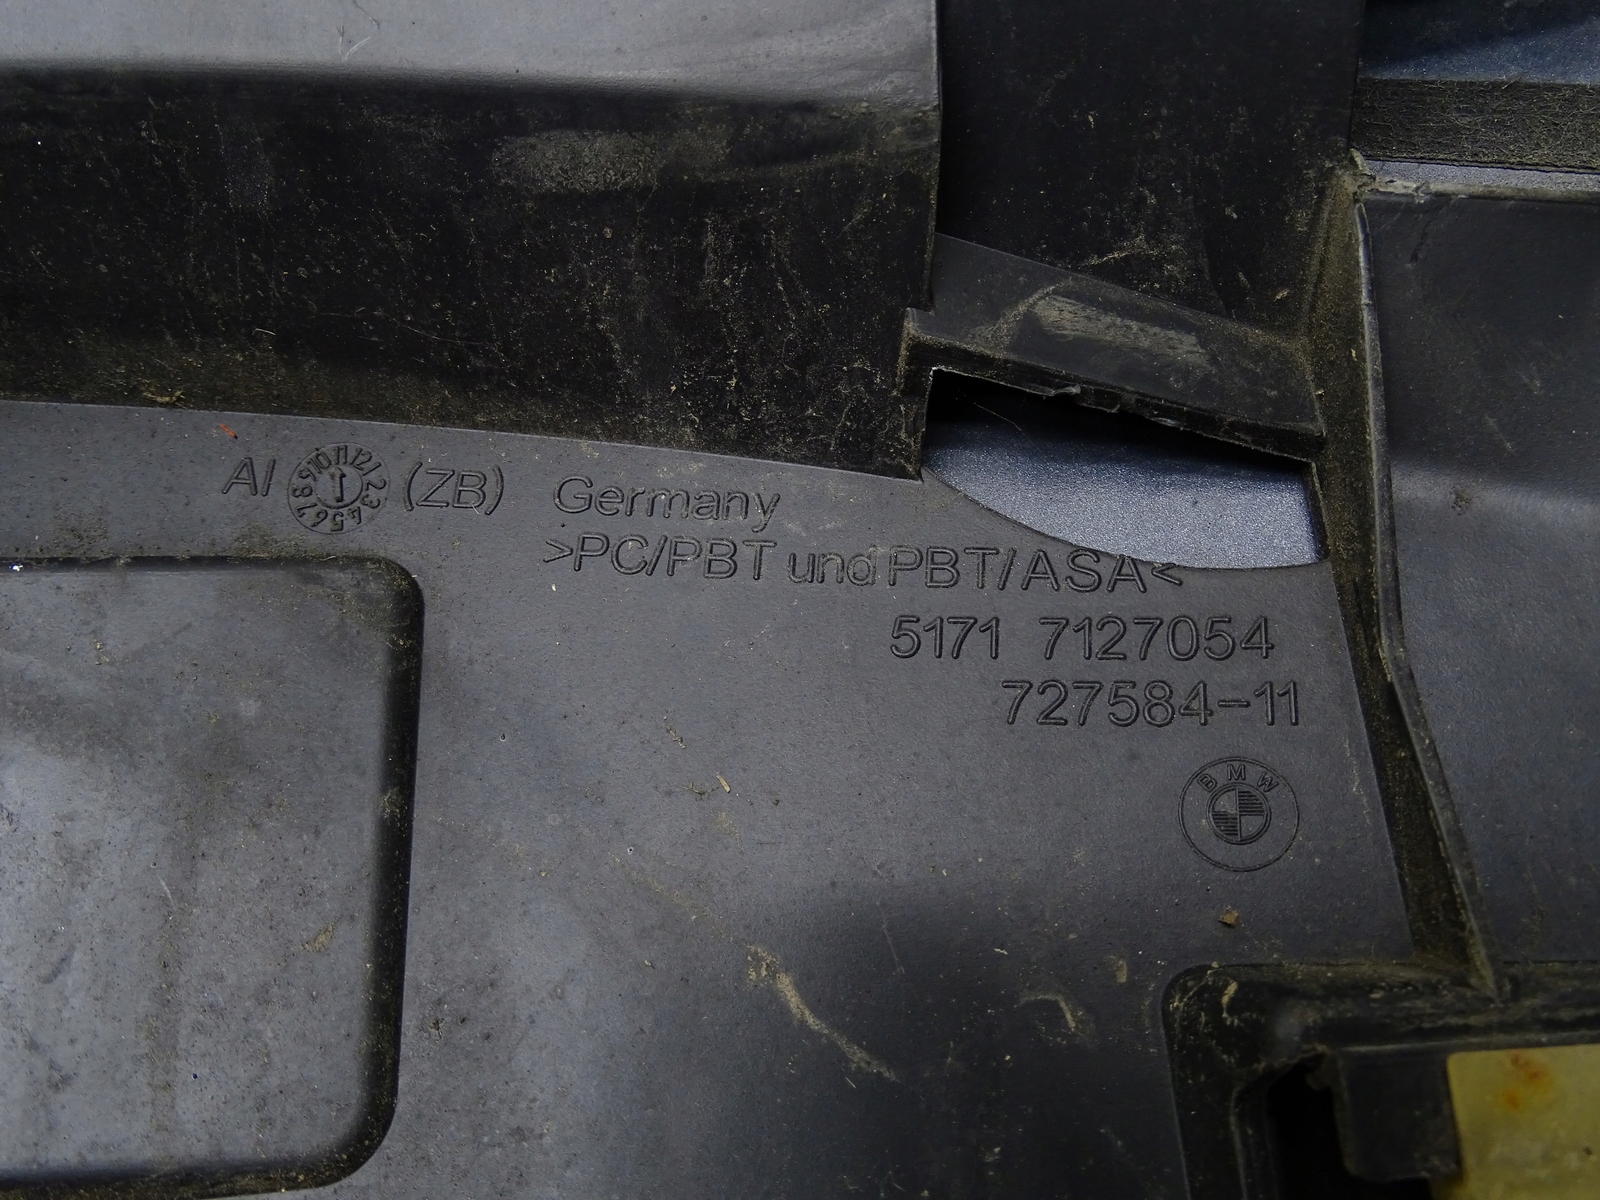 AI (ZB) Germany
>PC/PBT und PBT/ASA<
5171 7127054
727584-11
BMW